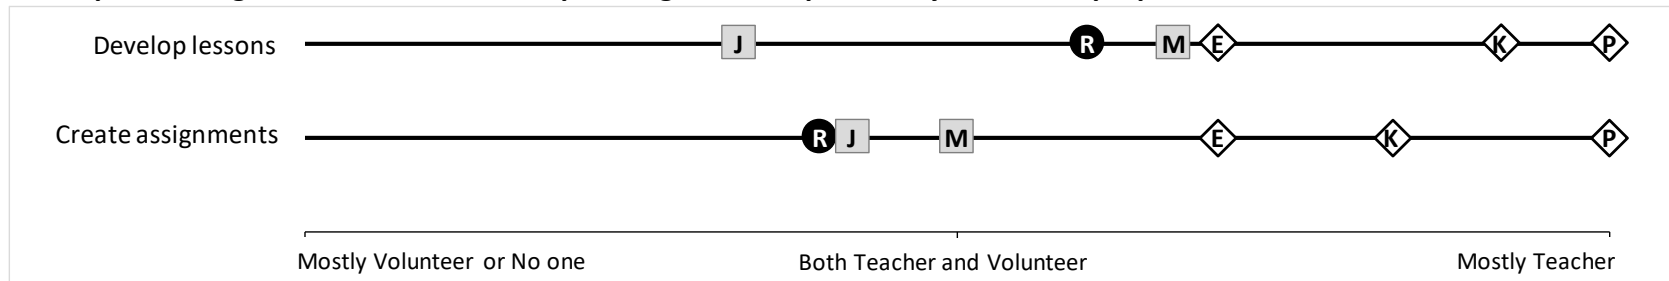 Develop lessons J R M E K P
Create assignments R J M E K P
Mostly Volunteer or No one Both Teacher and Volunteer Mostly Teacher